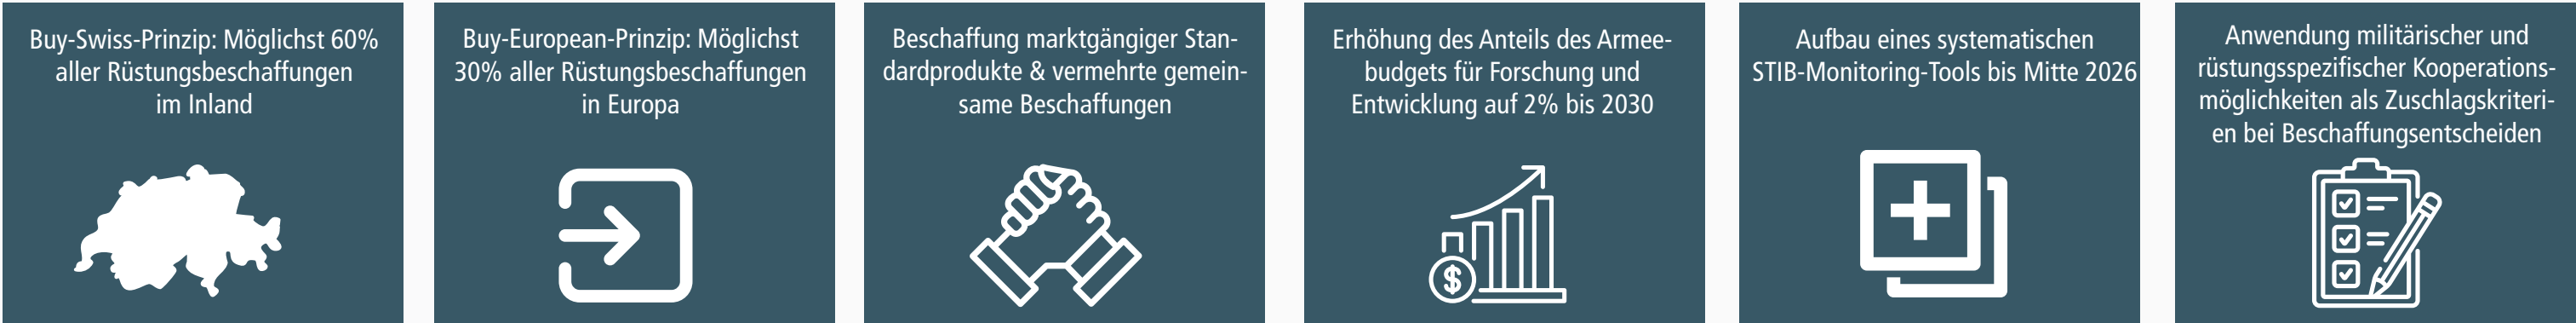 Buy-Swiss-Prinzip: Möglichst 60%
aller Rüstungsbeschaffungen
im Inland
Buy-European-Prinzip: Möglichst
30% aller Rüstungsbeschaffungen
in Europa
Beschaffung marktgängiger Stan-
dardprodukte & vermehrte gemein-
same Beschaffungen
Erhöhung des Anteils des Armee-
budgets für Forschung und
Entwicklung auf 2% bis 2030
Aufbau eines systematischen
STIB-Monitoring-Tools bis Mitte 2026
Anwendung militärischer und
rüstungsspezifischer Kooperations-
möglichkeiten als Zuschlagskriteri-
en bei Beschaffungsentscheiden
$